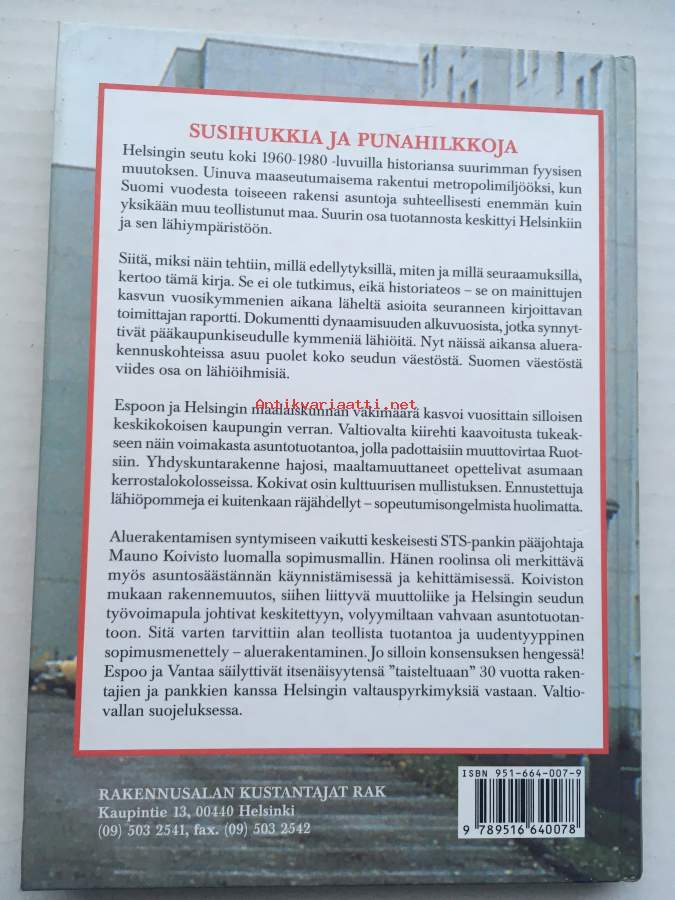 SUSIHUKKIA JA PUNAHILKKOJA
Helsingin seutu koki 1960-1980 -luvuilla historiansa suurimman fyysisen
muutoksen. Uinuva maaseutumaisema rakentui metropolimiljööksi, kun
Suomi vuodesta toiseeen rakensi asuntoja suhteellisesti enemmän kuin
yksikään muu teollistunut maa. Suurin osa tuotannosta keskittyi Helsinkiin
ja sen lähiympäristöön.
Siitä, miksi näin tehtiin, millä edellytyksillä, miten ja millä seuraamuksilla,
kertoo tämä kirja. Se ei ole tutkimus, eikä historiateos – se on mainittujen
kasvun vuosikymmenien aikana läheltä asioita seuranneen kirjoittavan
toimittajan raportti. Dokumentti dynaamisuuden alkuvuosista, jotka synnyt-
tivät pääkaupunkiseudulle kymmeniä lähiöitä. Nyt näissä aikansa aluera-
kennuskohteissa asuu puolet koko seudun väestöstä. Suomen väestöstä
viides osa on lähiöihmisiä.
Antikvariaatti.net
Espoon ja Helsingin maalaiskunnan väkimäärä kasvoi vuosittain silloisen
keskikokoisen kaupungin verran. Valtiovalta kiirehti kaavoitusta tukeak-
seen näin voimakasta asuntotuotantoa, jolla padottaisiin muuttovirtaa Ruot-
siin. Yhdyskuntarakenne hajosi, maaltamuuttaneet opettelivat asumaan
kerrostalokolosseissa. Kokivat osin kulttuurisen mullistuksen. Ennustettuja
lähiöpommeja ei kuitenkaan räjähdellyt – sopeutumisongelmista huolimatta.
Aluerakentamisen syntymiseen vaikutti keskeisesti STS-pankin pääjohtaja
Mauno Koivisto luomalla sopimusmallin. Hänen roolinsa oli merkittävä
myös asuntosäästännän käynnistämisessä ja kehittämisessä. Koiviston
mukaan rakennemuutos, siihen liittyvä muuttoliike ja Helsingin seudun
työvoimapula johtivat keskitettyyn, volyymiltaan vahvaan asuntotuotan-
toon. Sitä varten tarvittiin alan teollista tuotantoa ja uudentyyppinen
sopimusmenettely – aluerakentaminen. Jo silloin konsensuksen hengessä!
Espoo ja Vantaa säilyttivät itsenäisyytensä ”taisteltuaan” 30 vuotta raken-
tajien ja pankkien kanssa Helsingin valtauspyrkimyksiä vastaan. Valtio-
vallan suojeluksessa.
RAKENNUSALAN KUSTANTAJAT RAK
Kaupintie 13, 00440 Helsinki
(09) 503 2541, fax. (09) 503 2542
ISBN 951-664-007-9
9 789516 640078